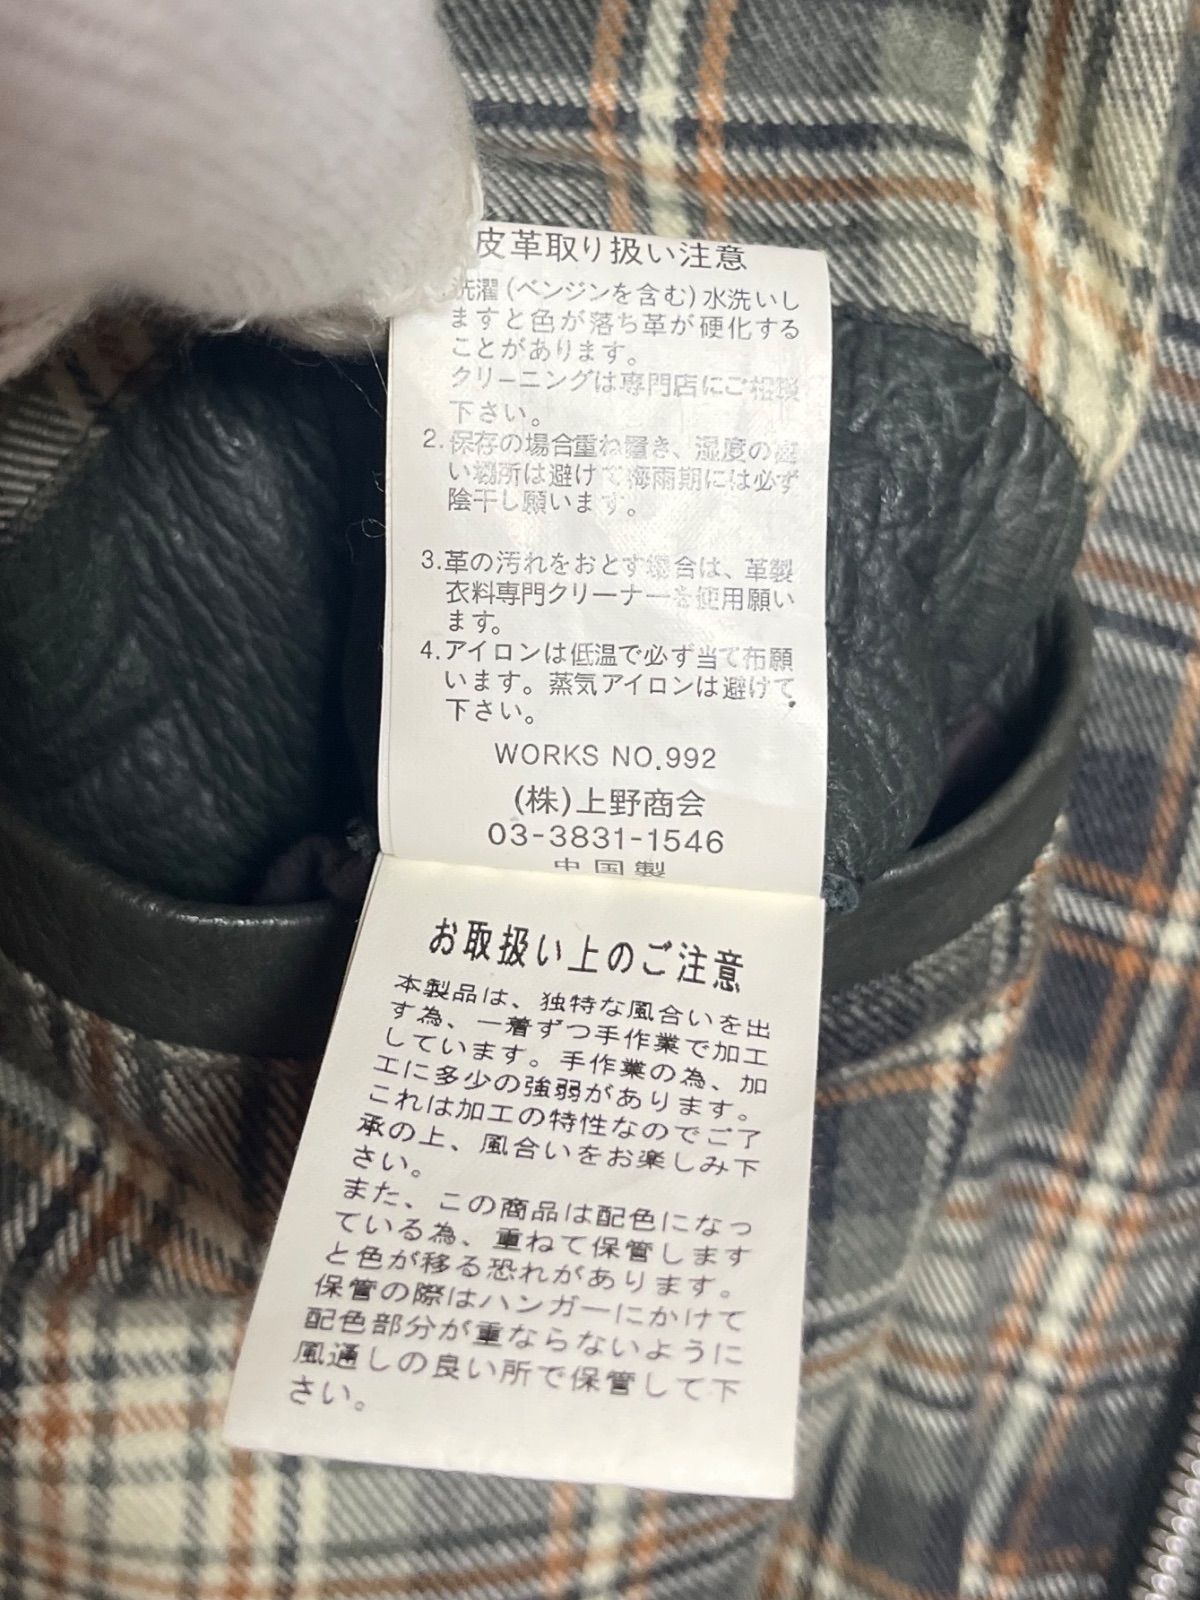 皮革取り扱い注意
洗濯(ベンジンを含む)水洗いし
ますと色が落ち革が硬化する
ことがあります。
クリーニングは専門店にご相談
下さい。
2.保存の場合重ね置き、湿度の高
い場所は避けて梅雨期には必ず
陰干し願います。
3.革の汚れをおとす場合は、革製
衣料専門クリーナーを使用願い
ます。
4.アイロンは低温で必ず当て布願
います。蒸気アイロンは避けて
下さい。
WORKS NO.992
(株)上野商会
03-3831-1546
中国製
お取扱い上のご注意
本製品は、独特な風合いを出
す為、一着ずつ手作業で加工
しています。手作業の為、加
工に多少の強弱があります。
これは加工の特性なのでご了
承の上、風合いをお楽しみ下
さい。
また、この商品は配色になっ
ている為、重ねて保管します
と色が移る恐れがあります。
保管の際はハンガーにかけて
配色部分が重ならないように
風通しの良い所で保管して下
さい。